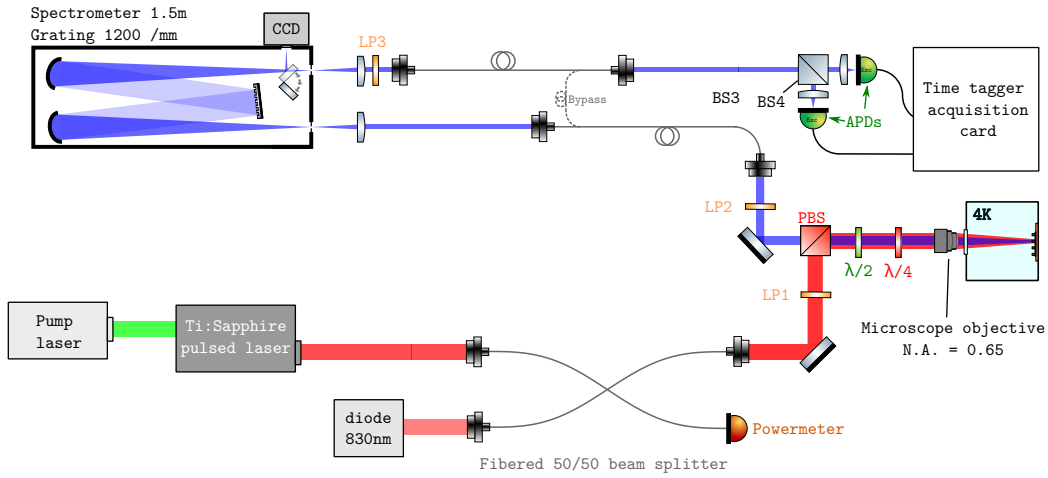 Spectrometer 1.5m
Grating 1200 /mm
CCD
LP3
Bypass
BS3
BS4
Exc
Exc
APDs
Time tagger
acquisition
card
LP2
PBS
4K
λ/2
λ/4
LP1
Microscope objective
N.A. = 0.65
Pump
laser
Ti:Sapphire
pulsed laser
diode
830nm
Powermeter
Fibered 50/50 beam splitter